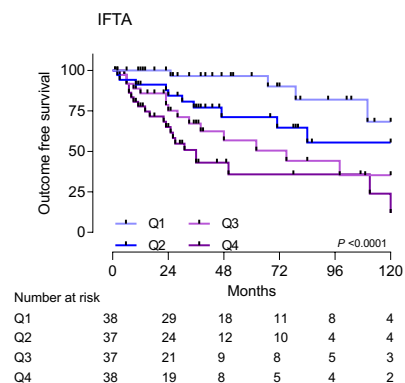 IFTA
Outcome free survival
100
75
50
25
0
Q1 Q3
Q2 Q4
P <0.0001
0 24 48 72 96 120
Months
Number at risk
Q1 38 29 18 11 8 4
Q2 37 24 12 10 4 4
Q3 37 21 9 8 5 3
Q4 38 19 8 5 4 2